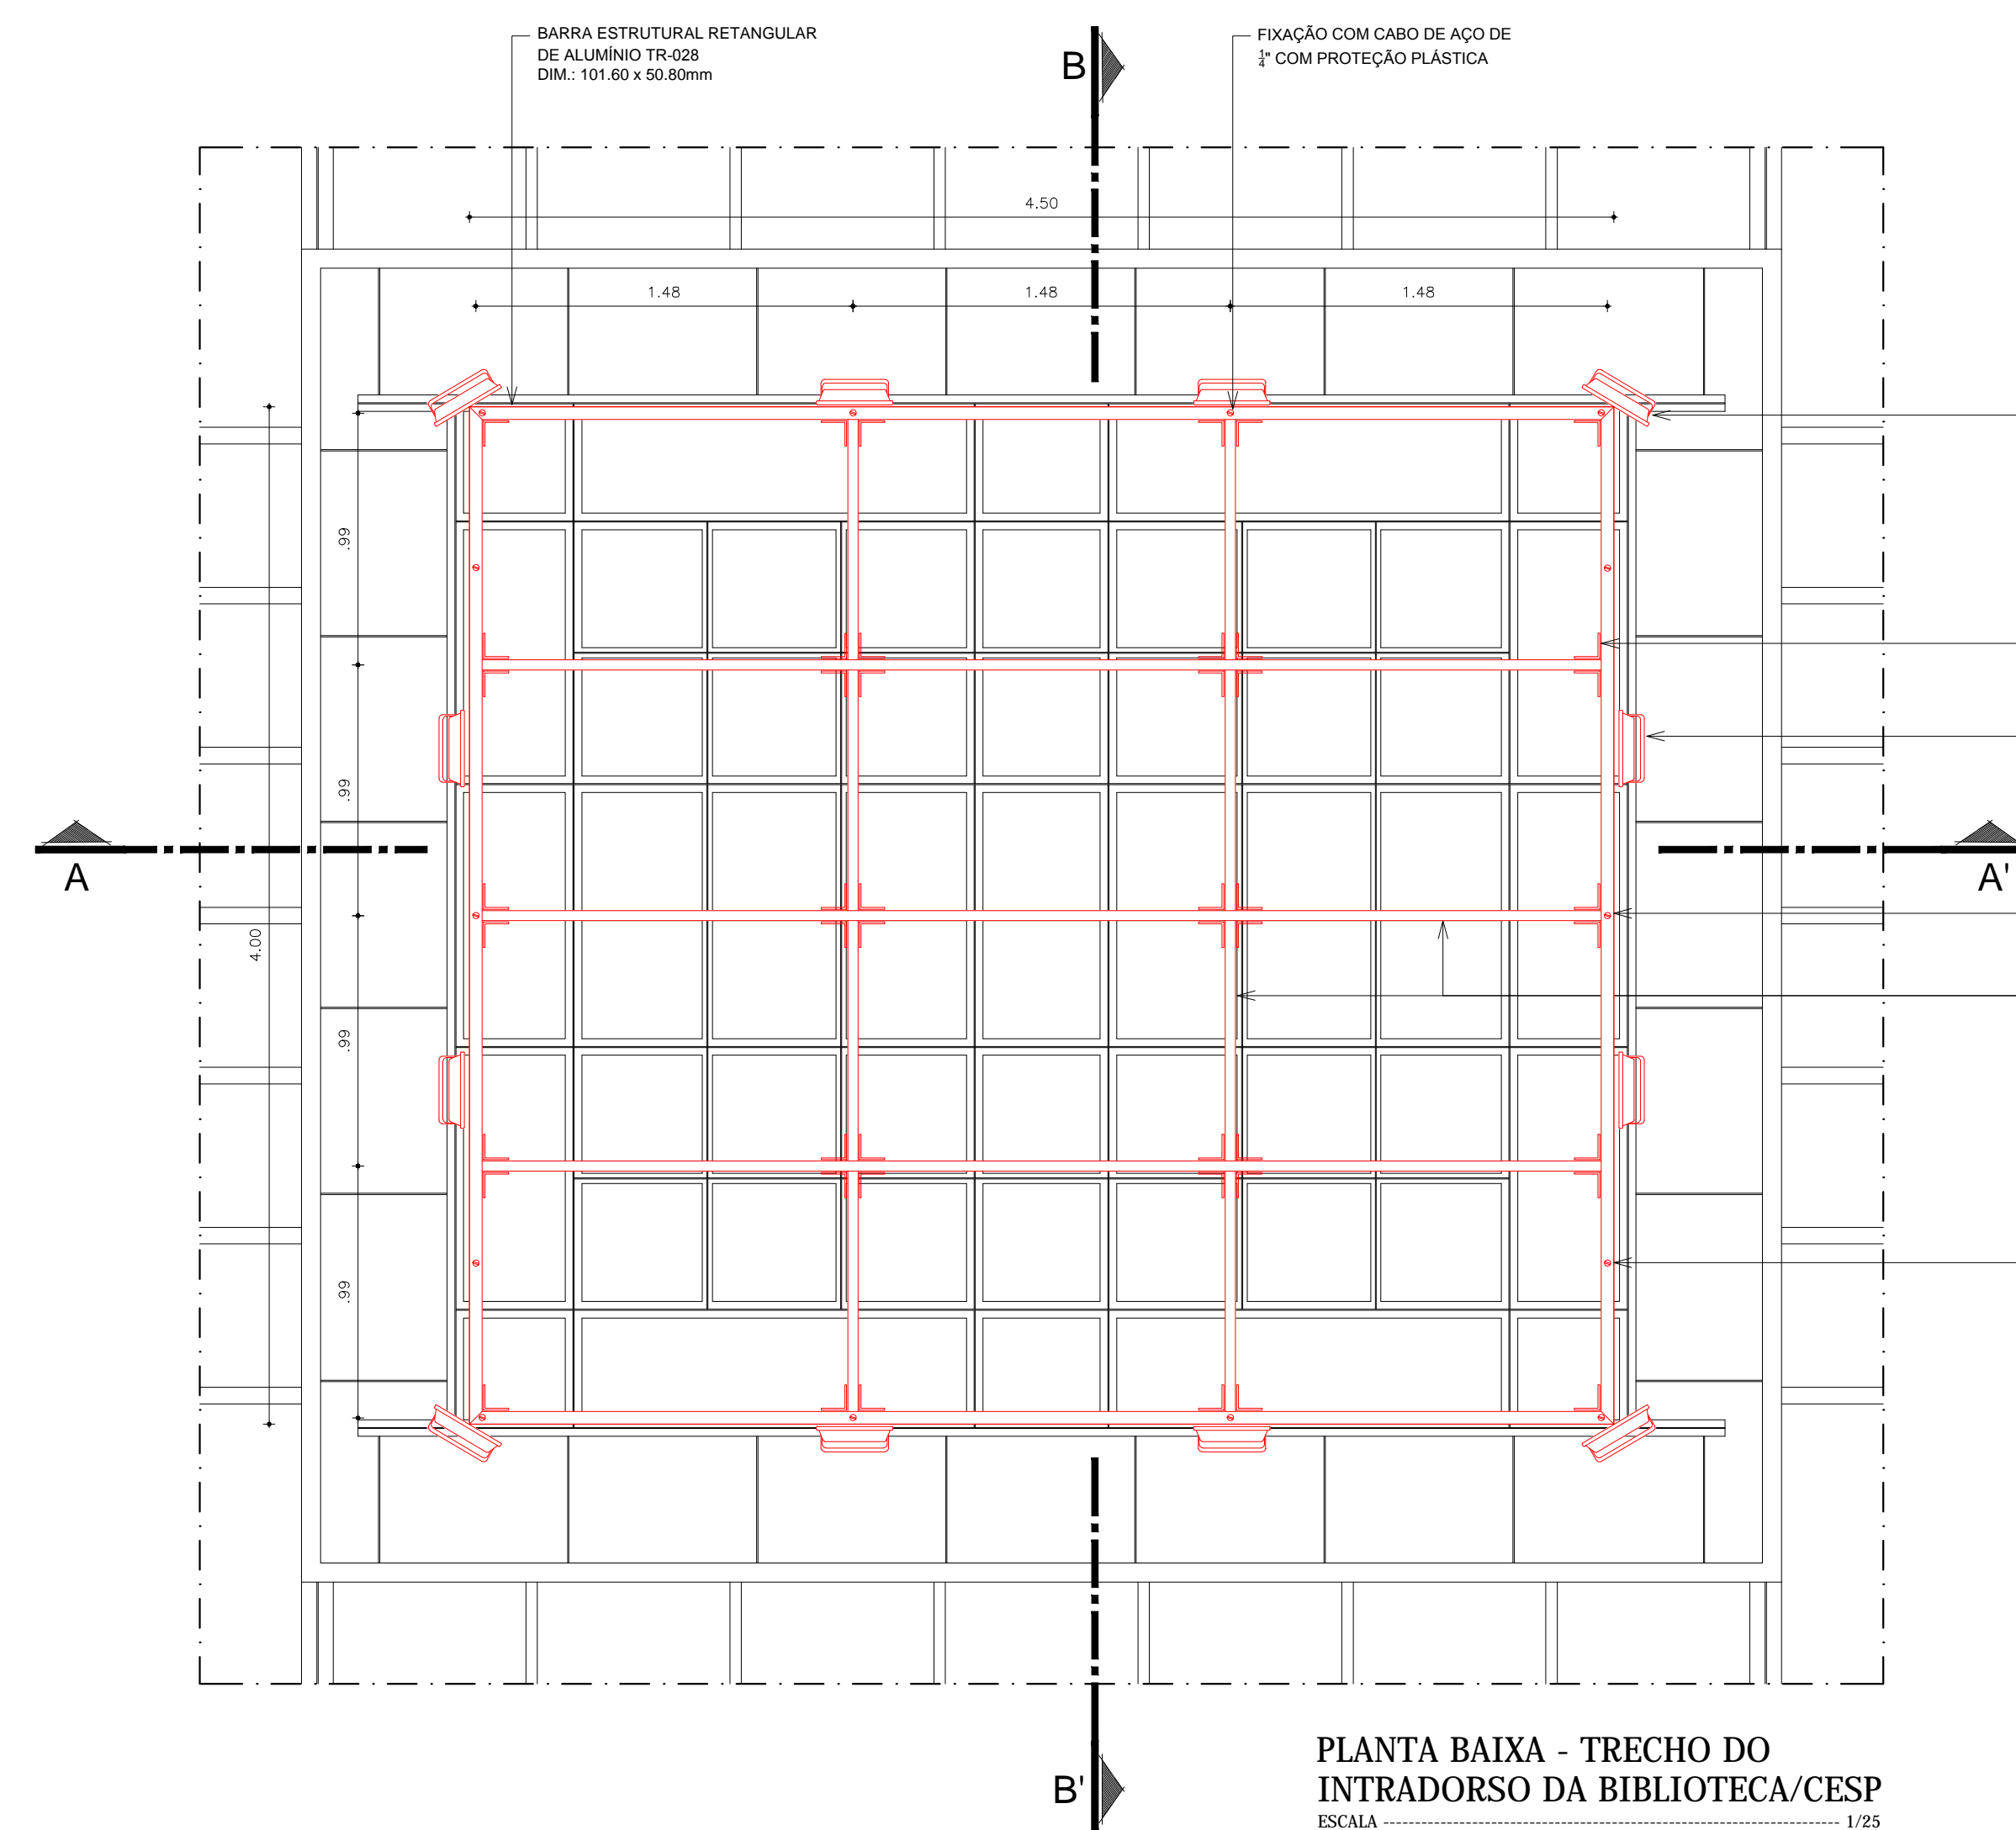 BARRA ESTRUTURAL RETANGULAR
DE ALUMÍNIO TR-028
DIM.: 101.60 x 50.80mm
FIXAÇÃO COM CABO DE AÇO DE
1/4" COM PROTEÇÃO PLÁSTICA
B
4.50
1.48
1.48
1.48
.99
.99
A
A'
4.00
.99
.99
B'
PLANTA BAIXA - TRECHO DO
INTRADORSO DA BIBLIOTECA/CESP
ESCALA ------------------------------------------------------------------------ 1/25